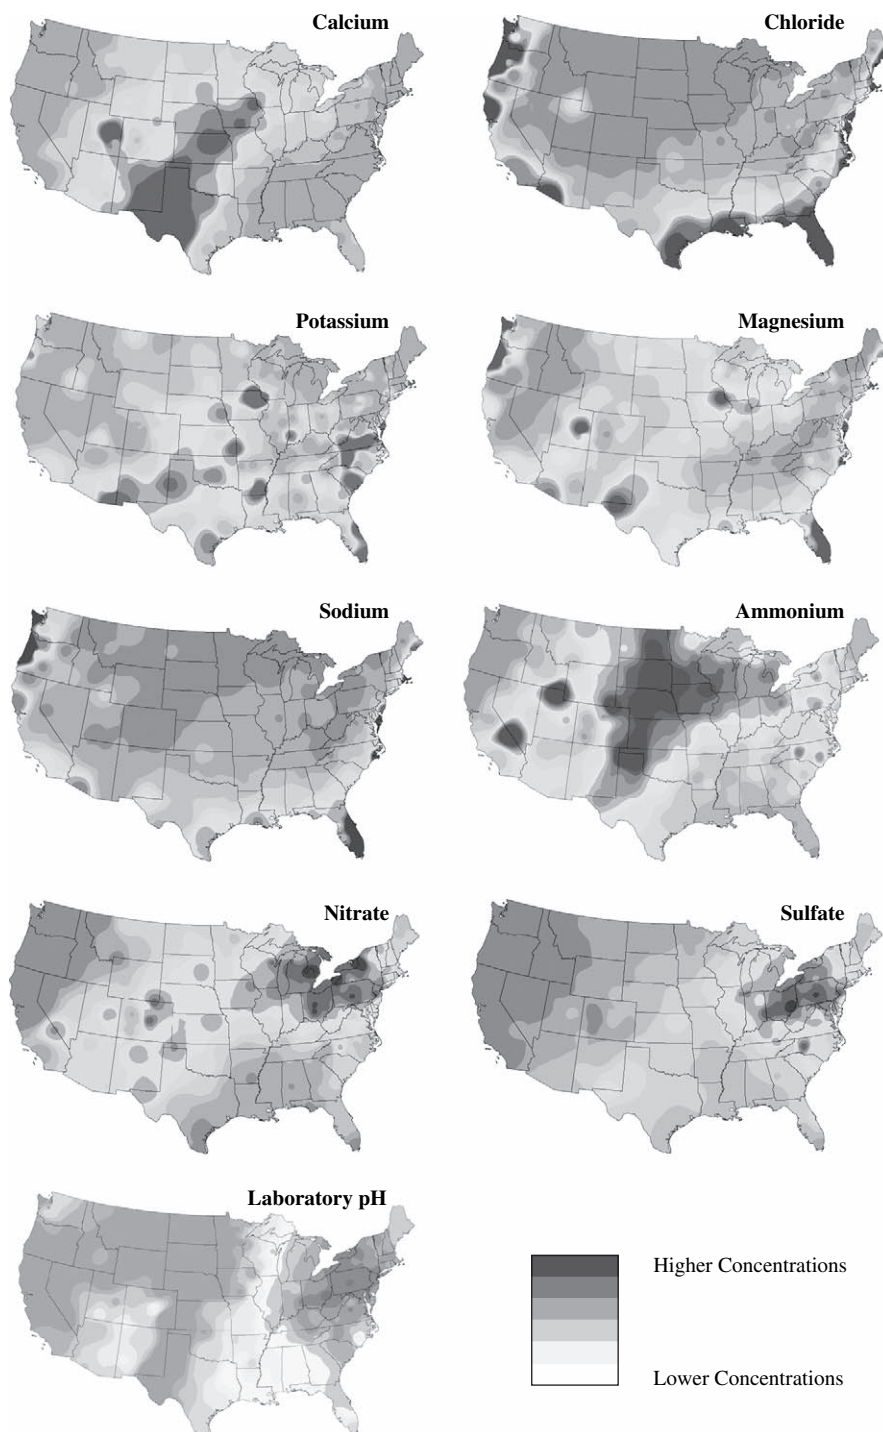 Calcium
Chloride
Potassium
Magnesium
Sodium
Ammonium
Nitrate
Sulfate
Laboratory pH
Higher Concentrations
Lower Concentrations